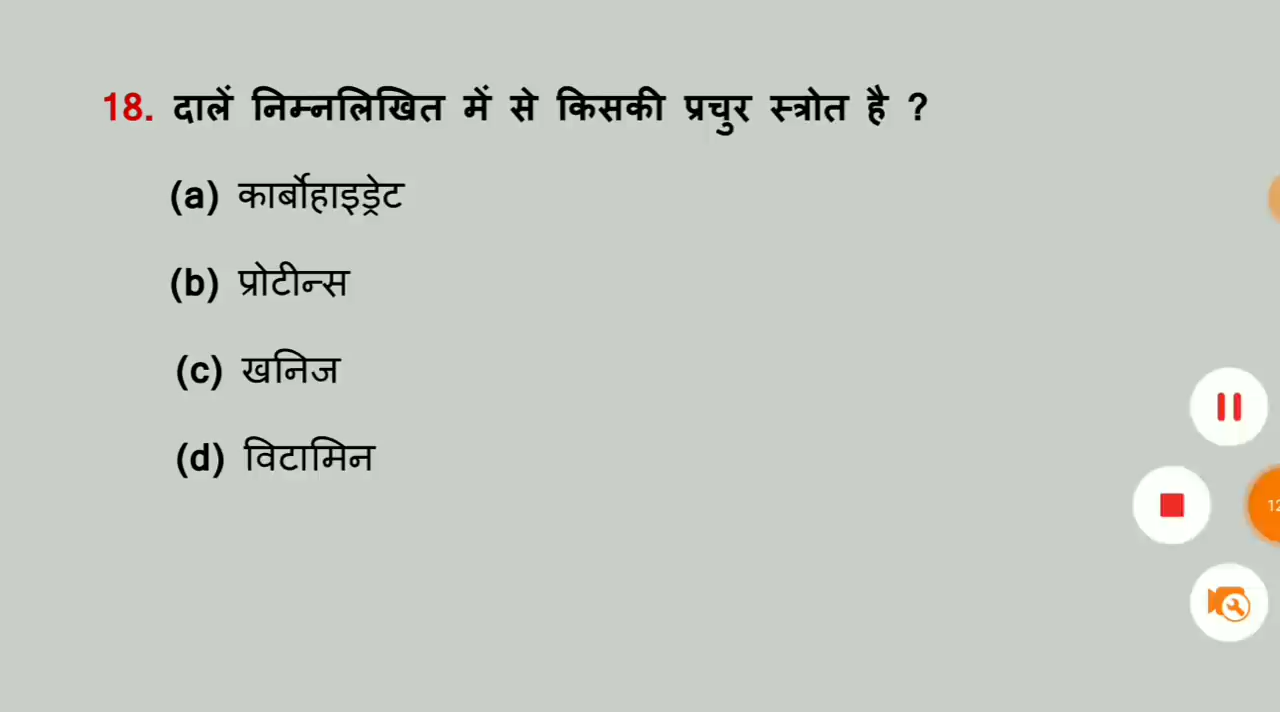 18. दालें निम्नलिखित में से किसकी प्रचुर स्त्रोत है ?
(a) कार्बोहाइड्रेट
(b) प्रोटीन्स
(c) खनिज
(d) विटामिन